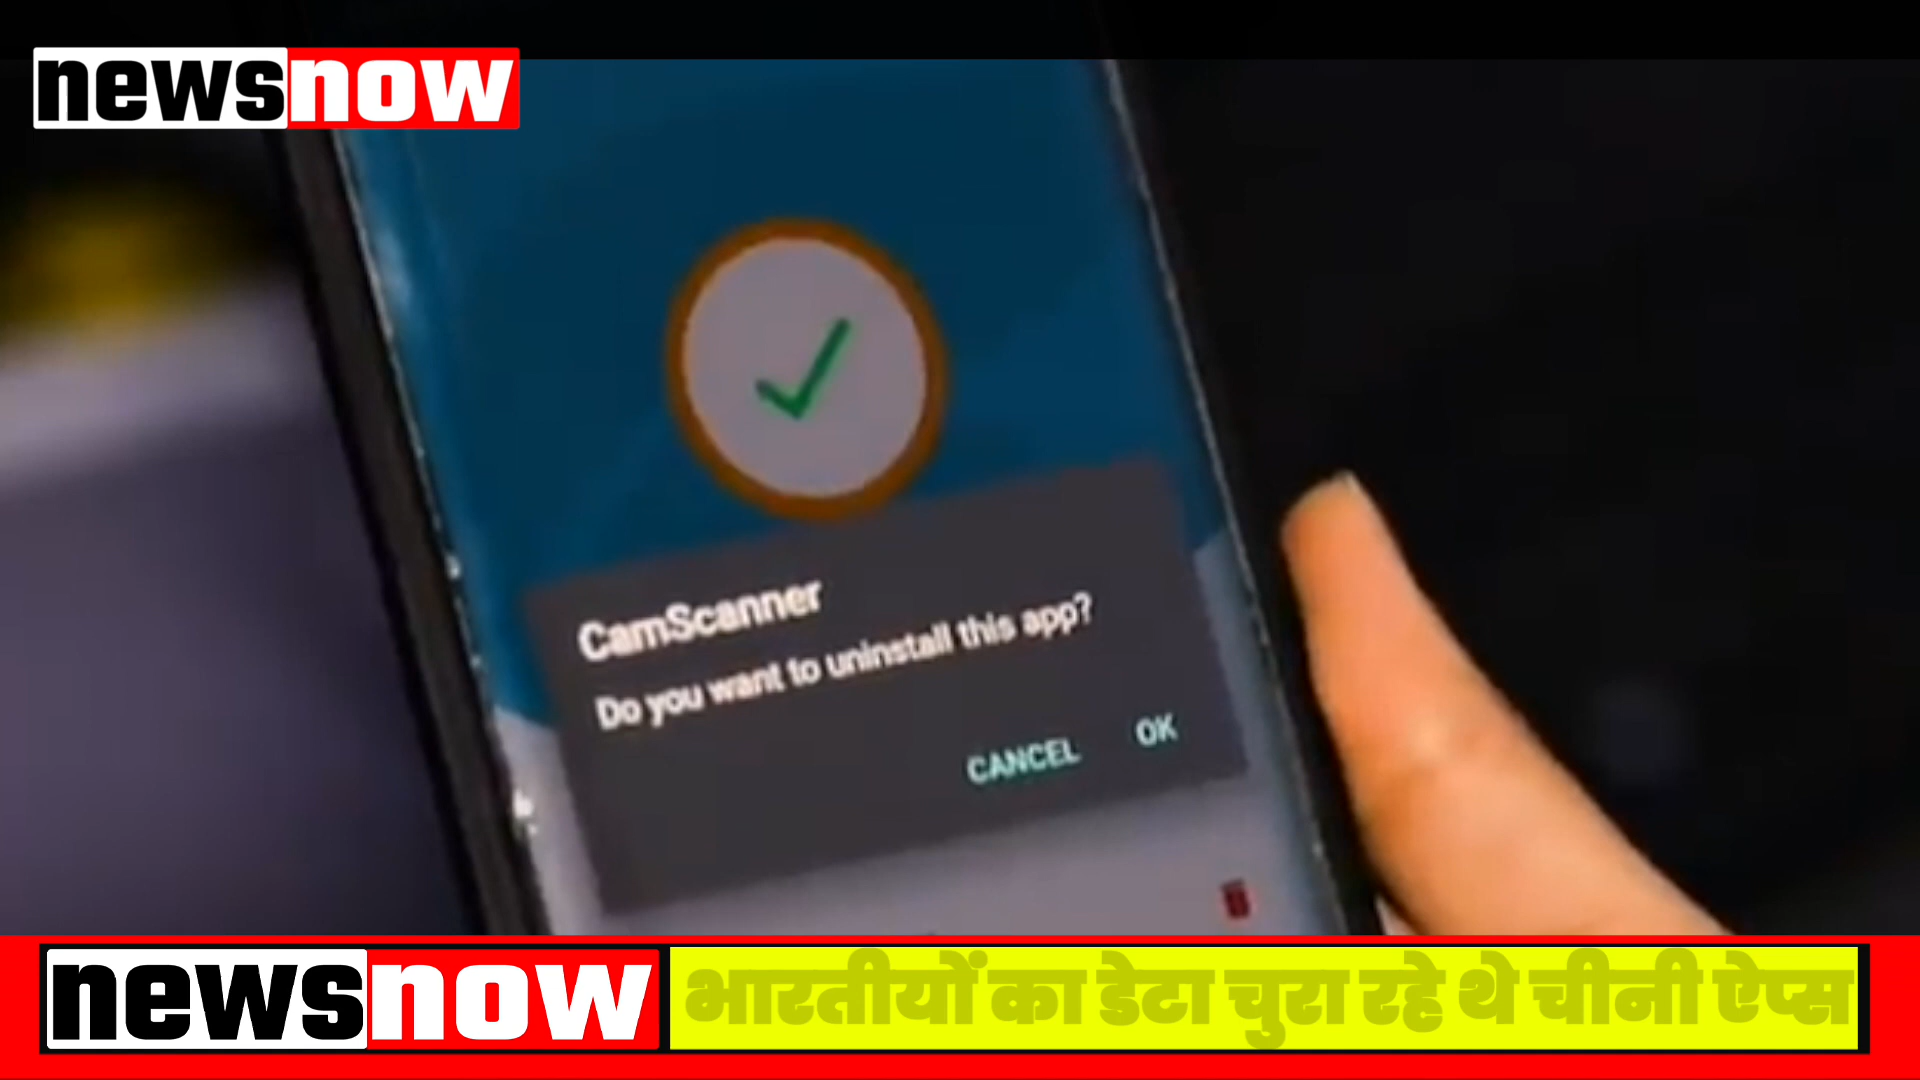 newsnow
CamScanner
Do you want to uninstall this app?
CANCEL OK
newsnow भारतीयों का डेटा चुरा रहे थे चीनी ऐप्स